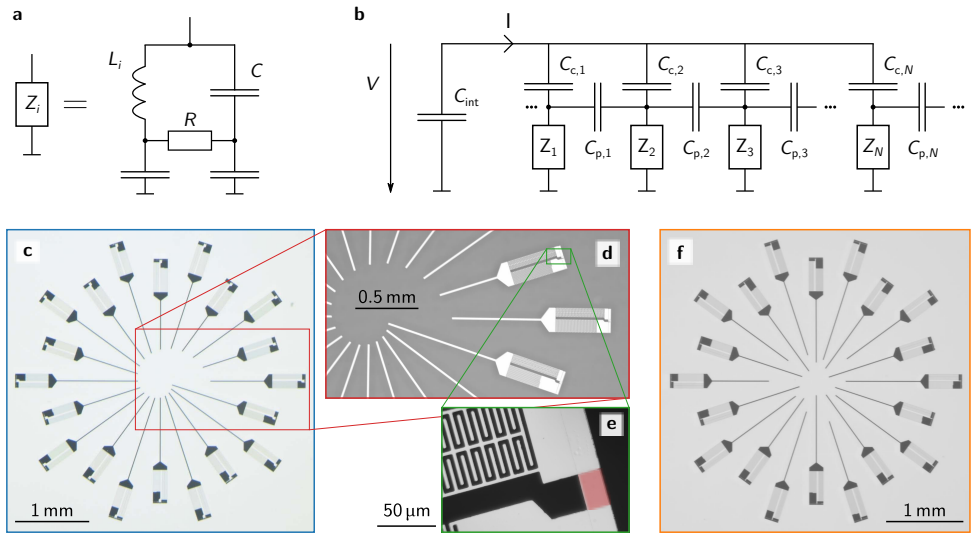 a
Z_i
L_i
C
R
b
V
I
C_int
C_c,1
C_c,2
C_c,3
C_c,N
...
...
...
Z_1
Z_2
Z_3
Z_N
C_p,1
C_p,2
C_p,3
C_p,N
c
1 mm
d
0.5 mm
e
50 μm
f
1 mm